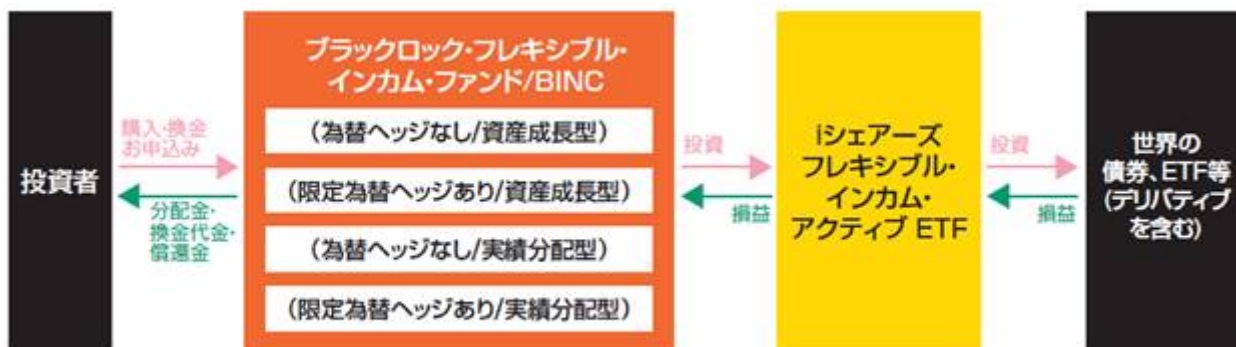 投資者
購入・換金
お申込み
分配金・
換金代金・
償還金
ブラックロック・フレキシブル・
インカム・ファンド/BINC
(為替ヘッジなし/資産成長型)
(限定為替ヘッジあり/資産成長型)
(為替ヘッジなし/実績分配型)
(限定為替ヘッジあり/実績分配型)
投資
損益
iシェアーズ
フレキシブル・
インカム・
アクティブ ETF
投資
損益
世界の
債券、ETF等
(デリバティブ
を含む)